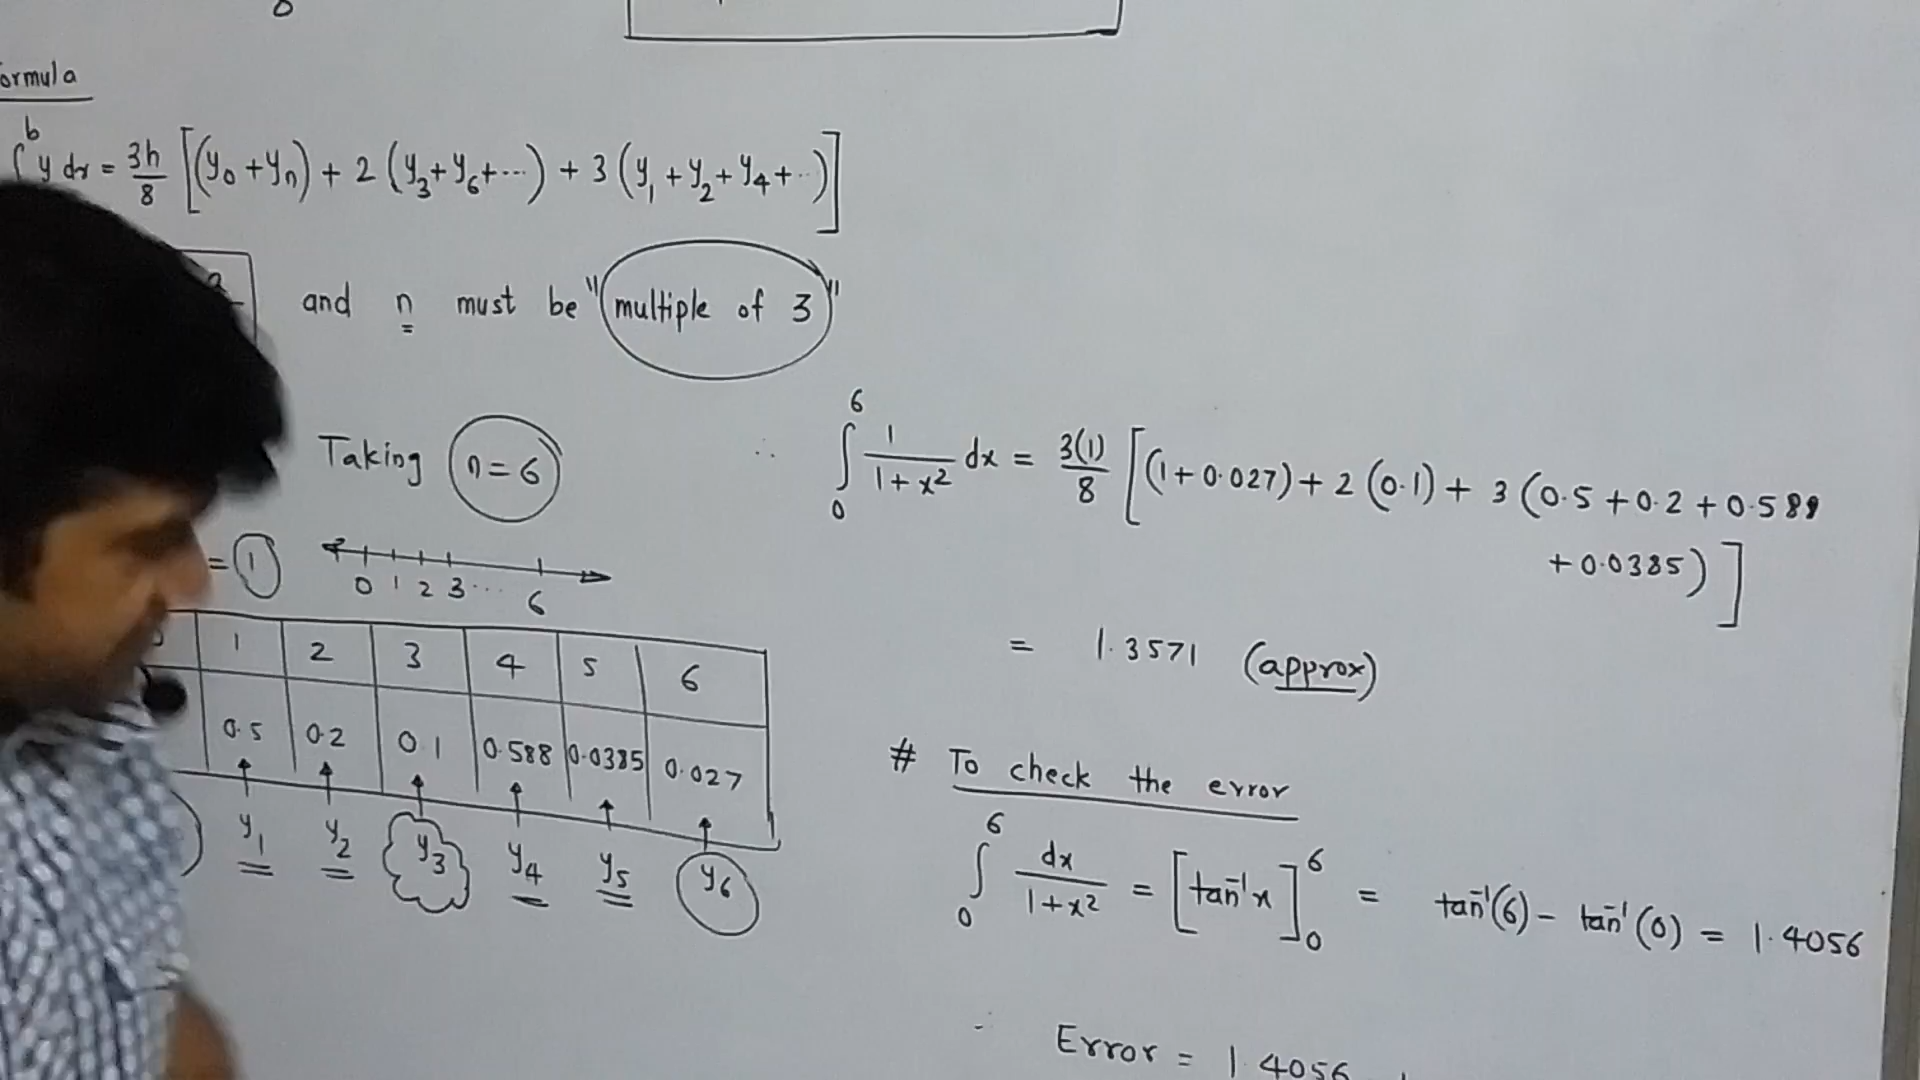 ormula
∫ᵇ y dx = 3h/8 [(y₀ + yₙ) + 2 (y₃ + y₆ + ...) + 3 (y₁ + y₂ + y₄ + ..)]
and n must be "multiple of 3"
Taking n = 6
= 1
0 1 2 3 ... 6
1 2 3 4 5 6
0.5 0.2 0.1 0.588 0.0385 0.027
y₁ y₂ y₃ y₄ y₅ y₆
∴ ∫₀⁶ 1/(1+x²) dx = 3(1)/8 [(1+0.027) + 2 (0.1) + 3 (0.5 + 0.2 + 0.588
+ 0.0385)]
= 1.3571 (approx)
# To check the error
∫₀⁶ dx/(1+x²) = [tan⁻¹x]₀⁶ = tan⁻¹(6) - tan⁻¹(0) = 1.4056
Error = 1.4056